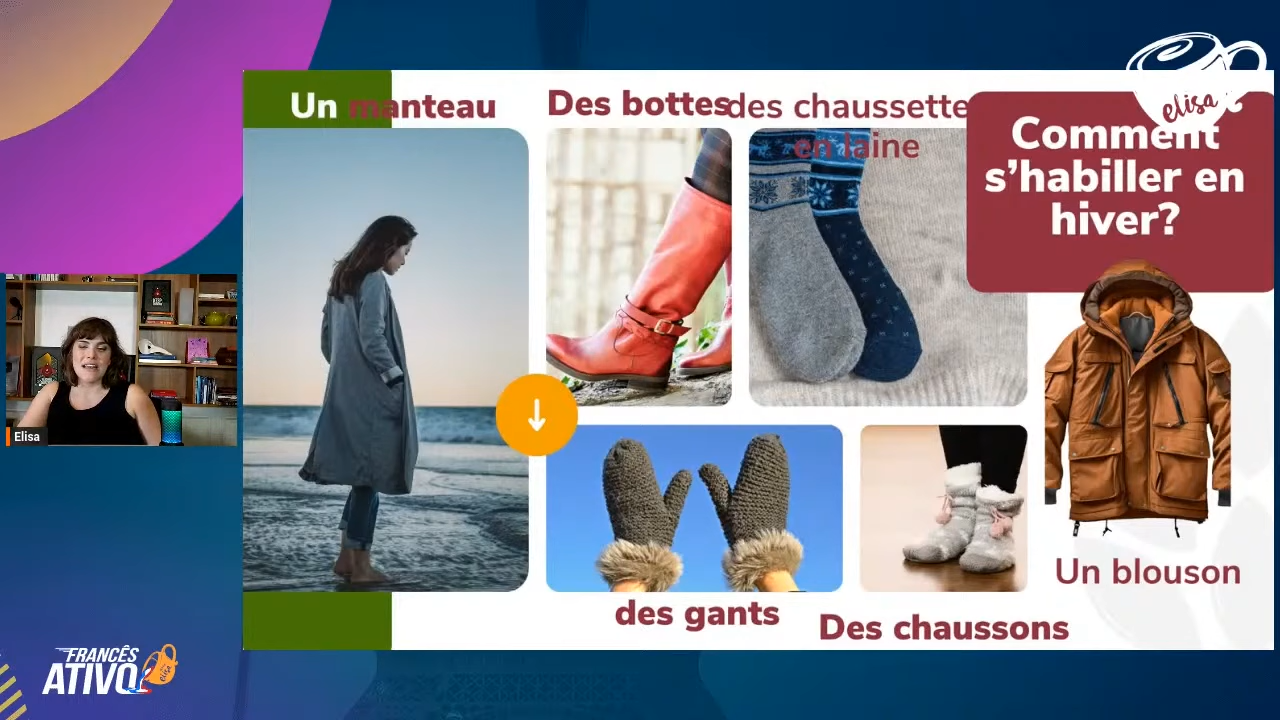 Un manteau
Des bottes
des chaussette
en laine
elisa
Comment
s'habiller en
hiver?
Elisa
des gants
Des chaussons
Un blouson
FRANCÊS
ATIVO
elisa